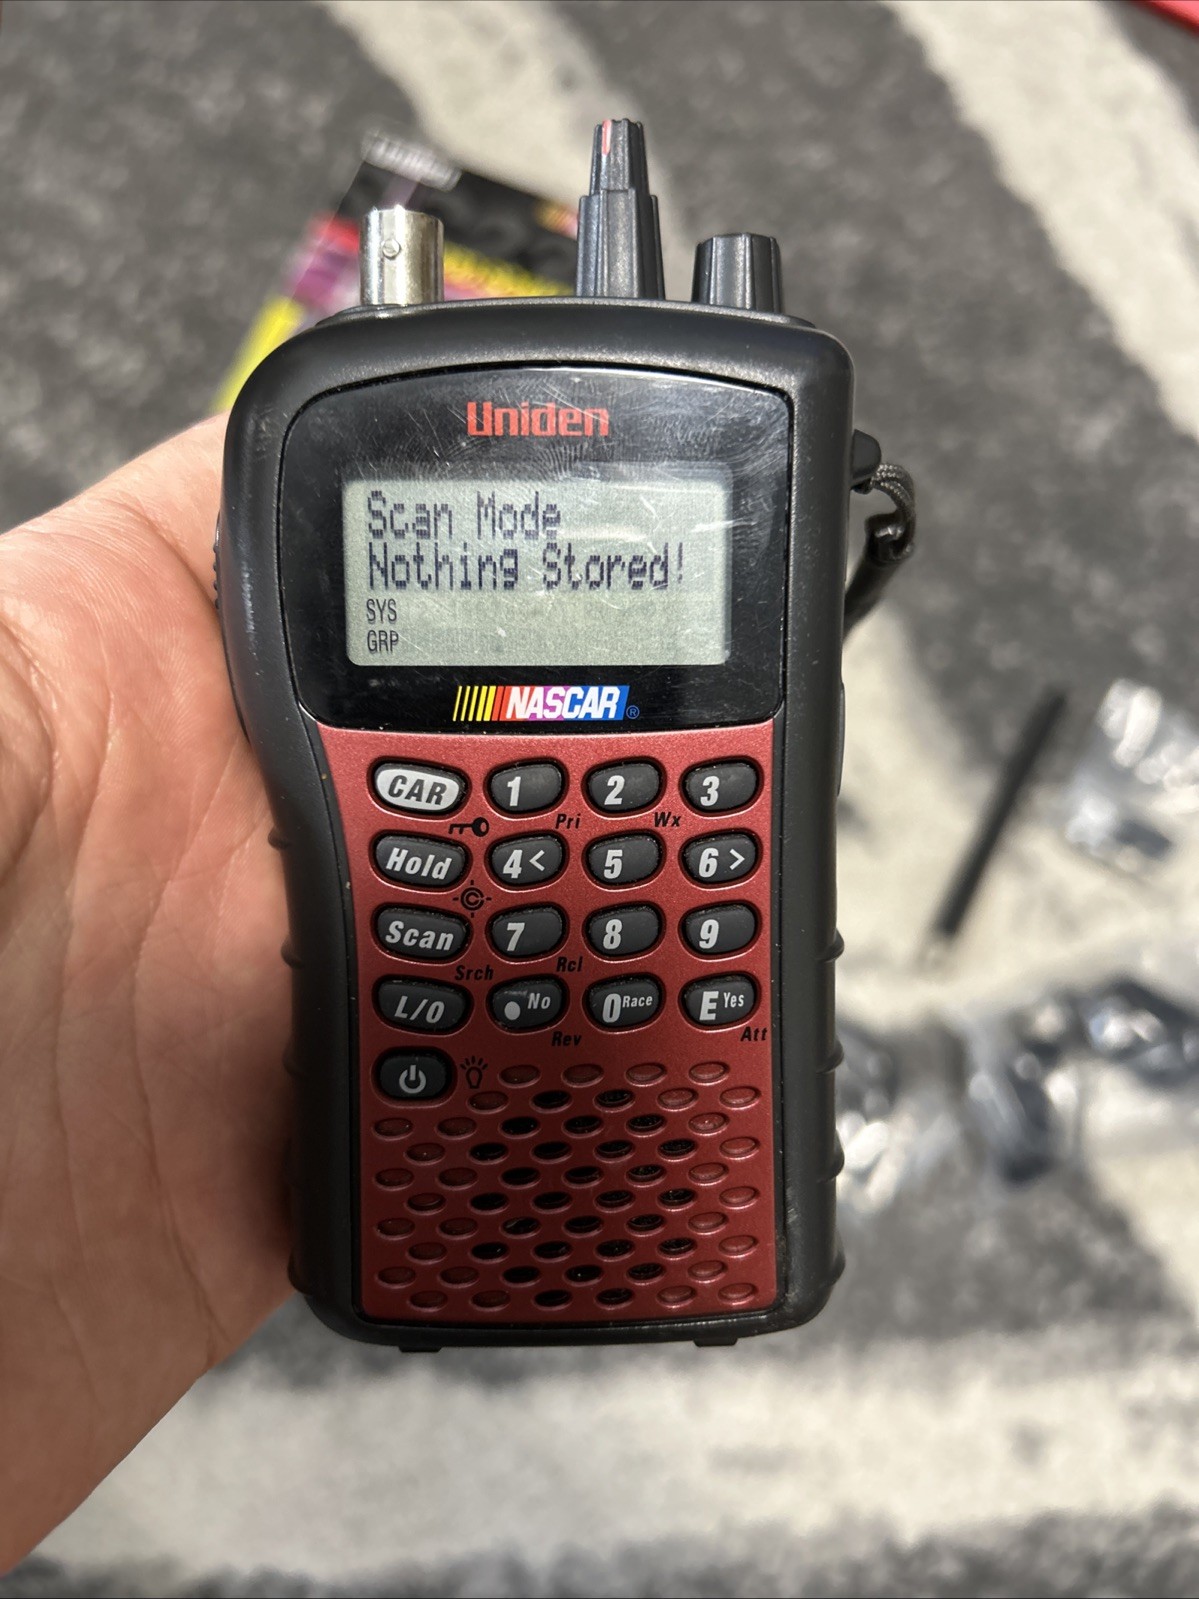 Uniden
Scan Mode
Nothing Stored!
SYS
GRP
NASCAR®
CAR 1 2 3
Pri Wx
Hold 4< 5 6>
Scan 7 8 9
Srch Rcl
L/O •No 0Race E Yes
Rev Att